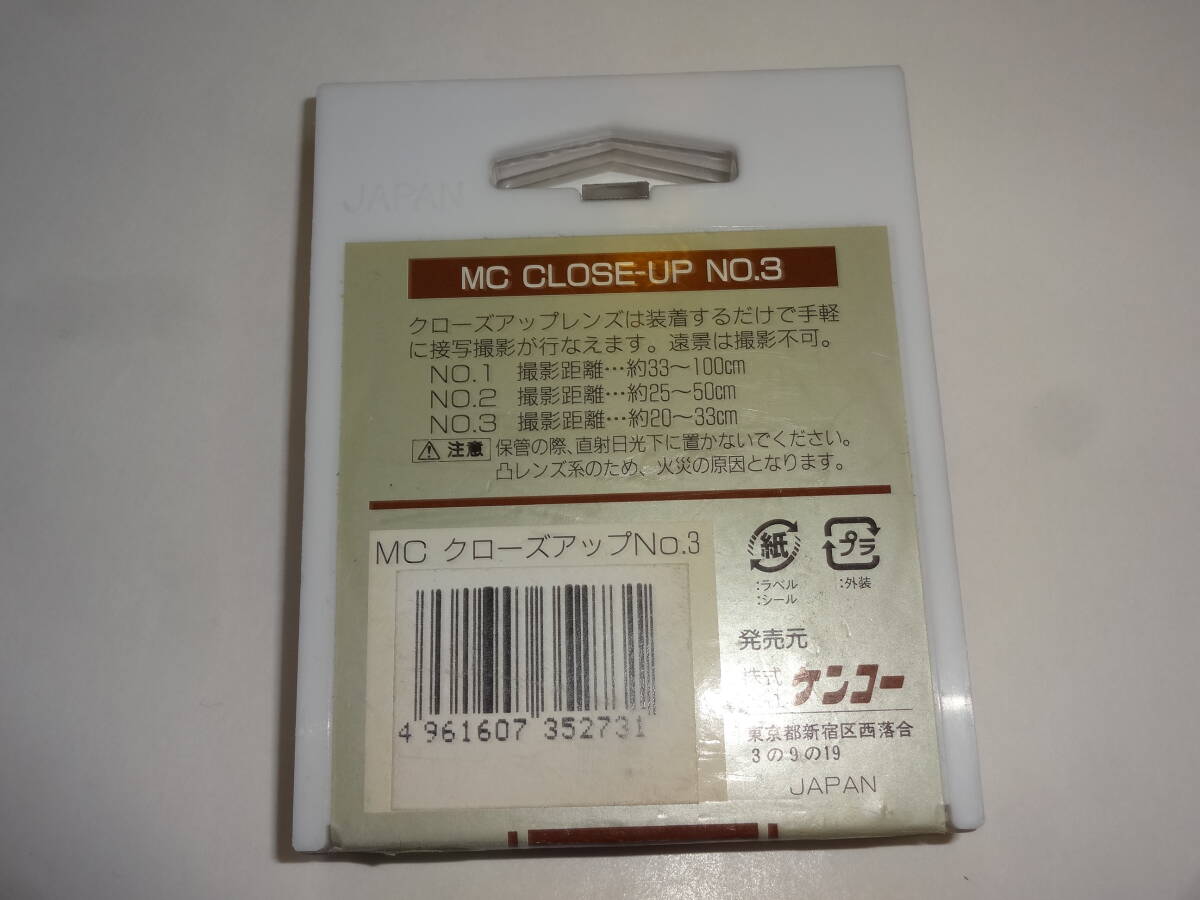 JAPAN
MC CLOSE-UP NO.3
クローズアップレンズは装着するだけで手軽
に接写撮影が行なえます。遠景は撮影不可。
NO.1 撮影距離…約33〜100cm
NO.2 撮影距離…約25〜50cm
NO.3 撮影距離…約20〜33cm
注意 保管の際、直射日光下に置かないでください。
凸レンズ系のため、火災の原因となります。
MC クローズアップNo.3
4 961607 352731
紙
:ラベル
:シール
プラ
:外装
発売元
株式
ケンコー
東京都新宿区西落合
3の9の19
JAPAN